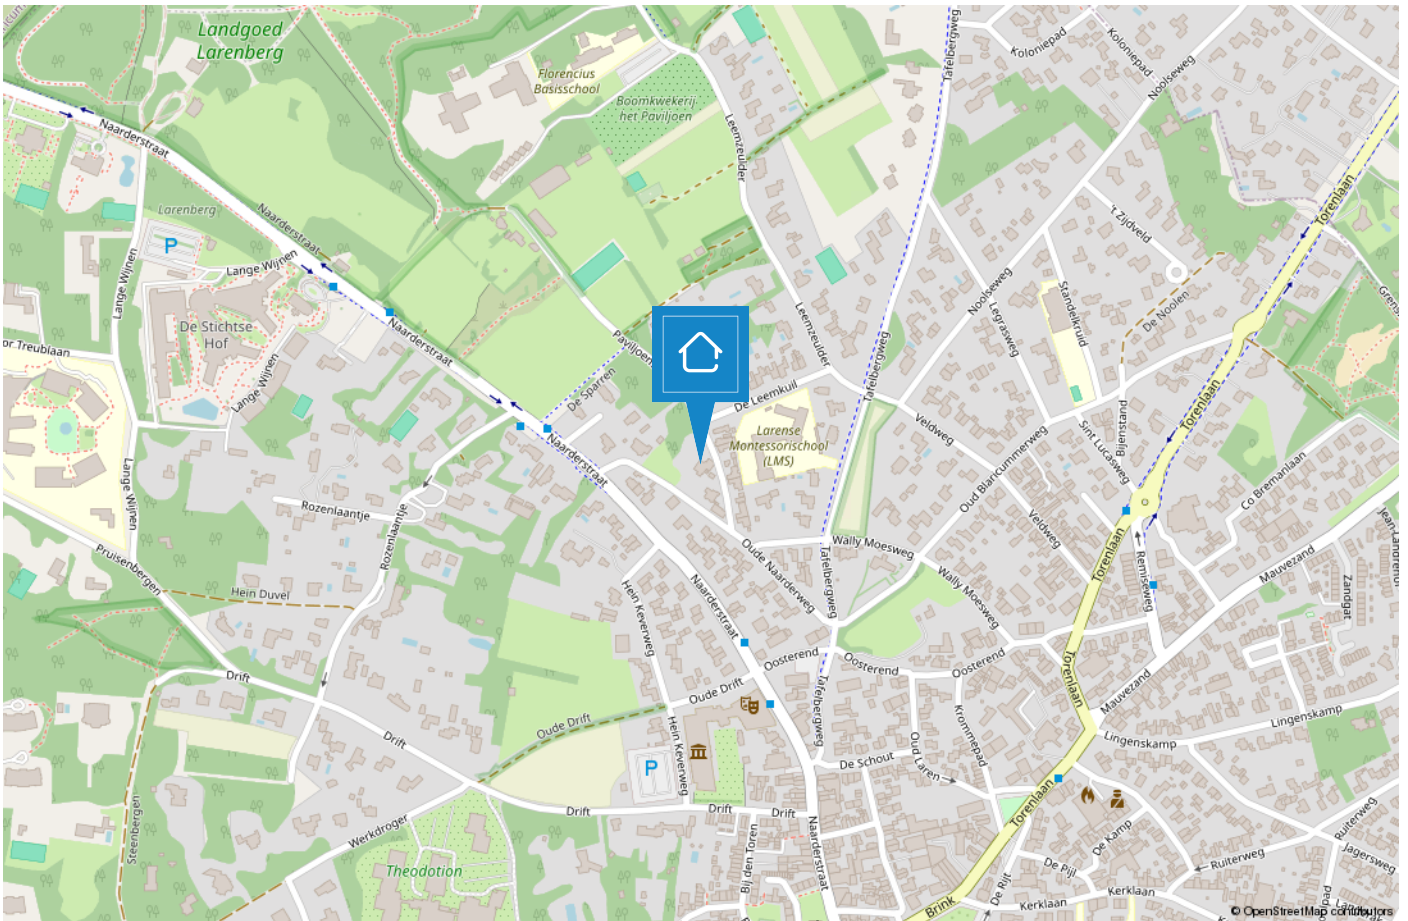 Landgoed
Larenberg
Tafelbergweg
Koloniepad
Koloniepad
Noolseweg
Florencius
Basisschool
Boomkwekerij
het Paviljoen
Naarderstraat
Leemzeulder
Torenlaan
Larenberg
Naarderstraat
't Zijdveld
P
Lange Wijnen
Lange Wijnen
Noolseweg
Legrasweg
Standelkruid
De Noolen
Grens
De Stichtse
Hof
Naarderstraat
Paviljoen
Leemzeulder
Tafelbergweg
or Treublaan
Lange Wijnen
De Sparren
De Leemkuil
Torenlaan
Larense
Montessorischool
(LMS)
Veldweg
Bijenstand
Sint Lucasweg
Oud Blaricummerweg
Naarderstraat
Lange Wijnen
Co Bremanlaan
Rozenlaantje
Rozenlaantje
Veldweg
Pruisenbergen
Oude Naarderweg
Wally Moesweg
Tafelbergweg
Torenlaan
Remiseweg
Mauvezand
Zandgat
Hein Duvel
Hein Keverweg
Naarderstraat
Wally Moesweg
Oosterend
Oosterend
Oosterend
Drift
Oude Drift
Tafelbergweg
Torenlaan
Mauvezand
Oude Drift
Hein Keverweg
Krommepad
Lingenskamp
Lingenskamp
Drift
P
De Schout
Oud Laren
Steenbergen
Drift
Drift
Drift
Torenlaan
Werkdroger
Naarderstraat
De Kamp
Ruiterweg
Ruiterweg
Jagersweg
Theodotion
Bij den Toren
De Pijl
De Rijt
Kerklaan
Kerklaan
Brink
© OpenStreetMap contributors